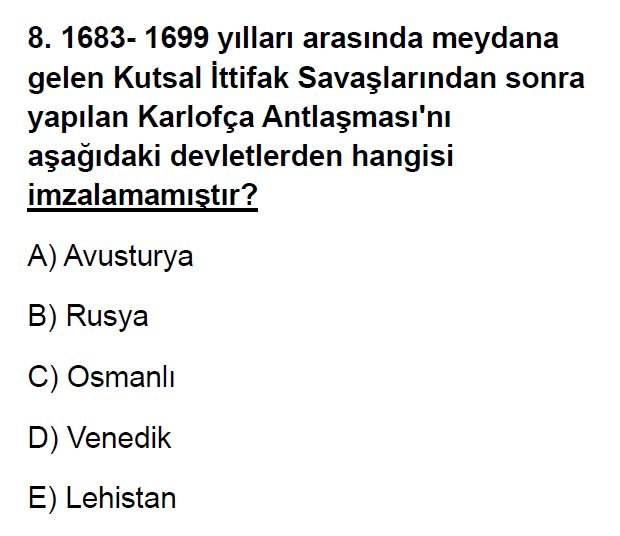 8. 1683- 1699 yılları arasında meydana
gelen Kutsal İttifak Savaşlarından sonra
yapılan Karlofça Antlaşması'nı
aşağıdaki devletlerden hangisi
imzalamamıştır?
A) Avusturya
B) Rusya
C) Osmanlı
D) Venedik
E) Lehistan